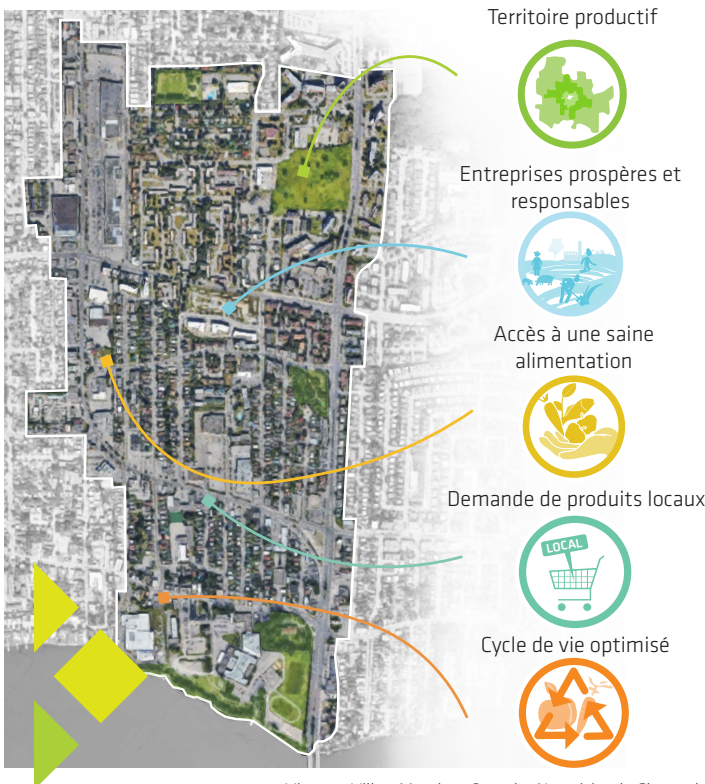 Territoire productif
Entreprises prospères et
responsables
Accès à une saine
alimentation
Demande de produits locaux
LOCAL
Cycle de vie optimisé